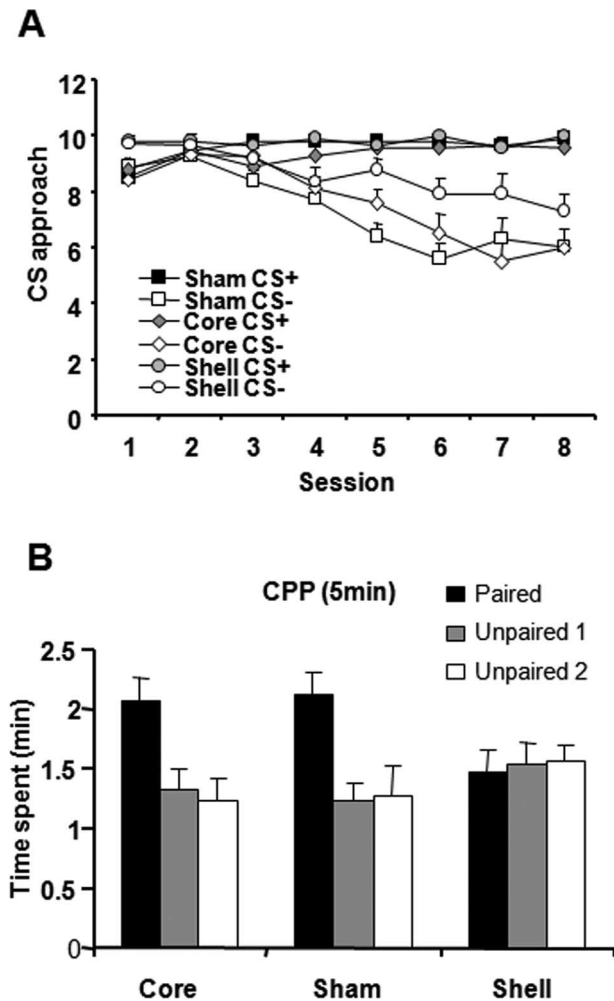 A
12
10
8
6
4
2
0
CS approach
Sham CS+
Sham CS-
Core CS+
Core CS-
Shell CS+
Shell CS-
1 2 3 4 5 6 7 8
Session
B
CPP (5min)
Paired
Unpaired 1
Unpaired 2
2.5
2
1.5
1
0.5
0
Time spent (min)
Core Sham Shell